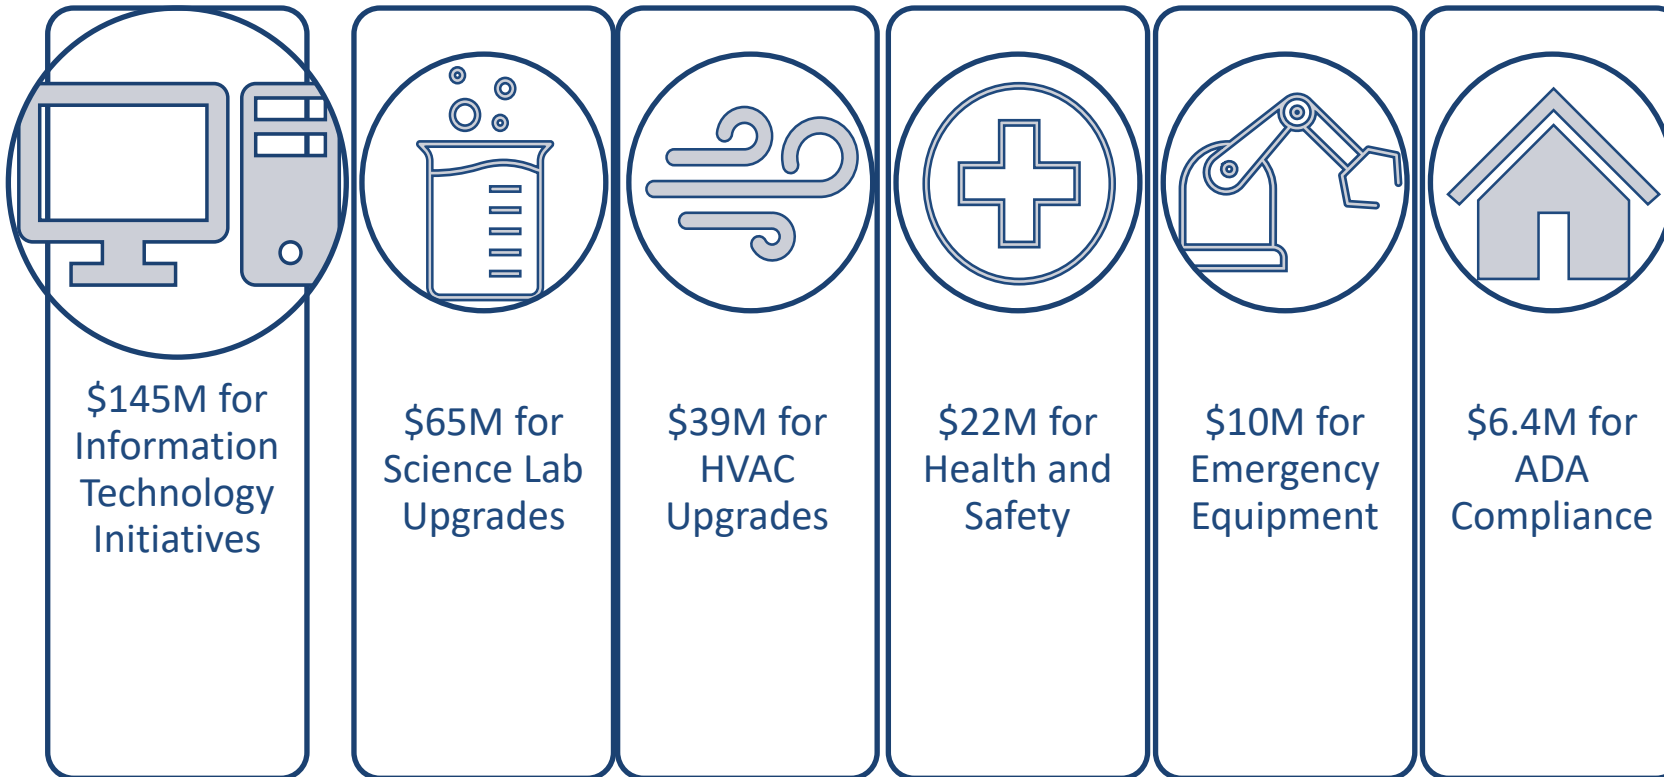 $145M for
Information
Technology
Initiatives
$65M for
Science Lab
Upgrades
$39M for
HVAC
Upgrades
$22M for
Health and
Safety
$10M for
Emergency
Equipment
$6.4M for
ADA
Compliance